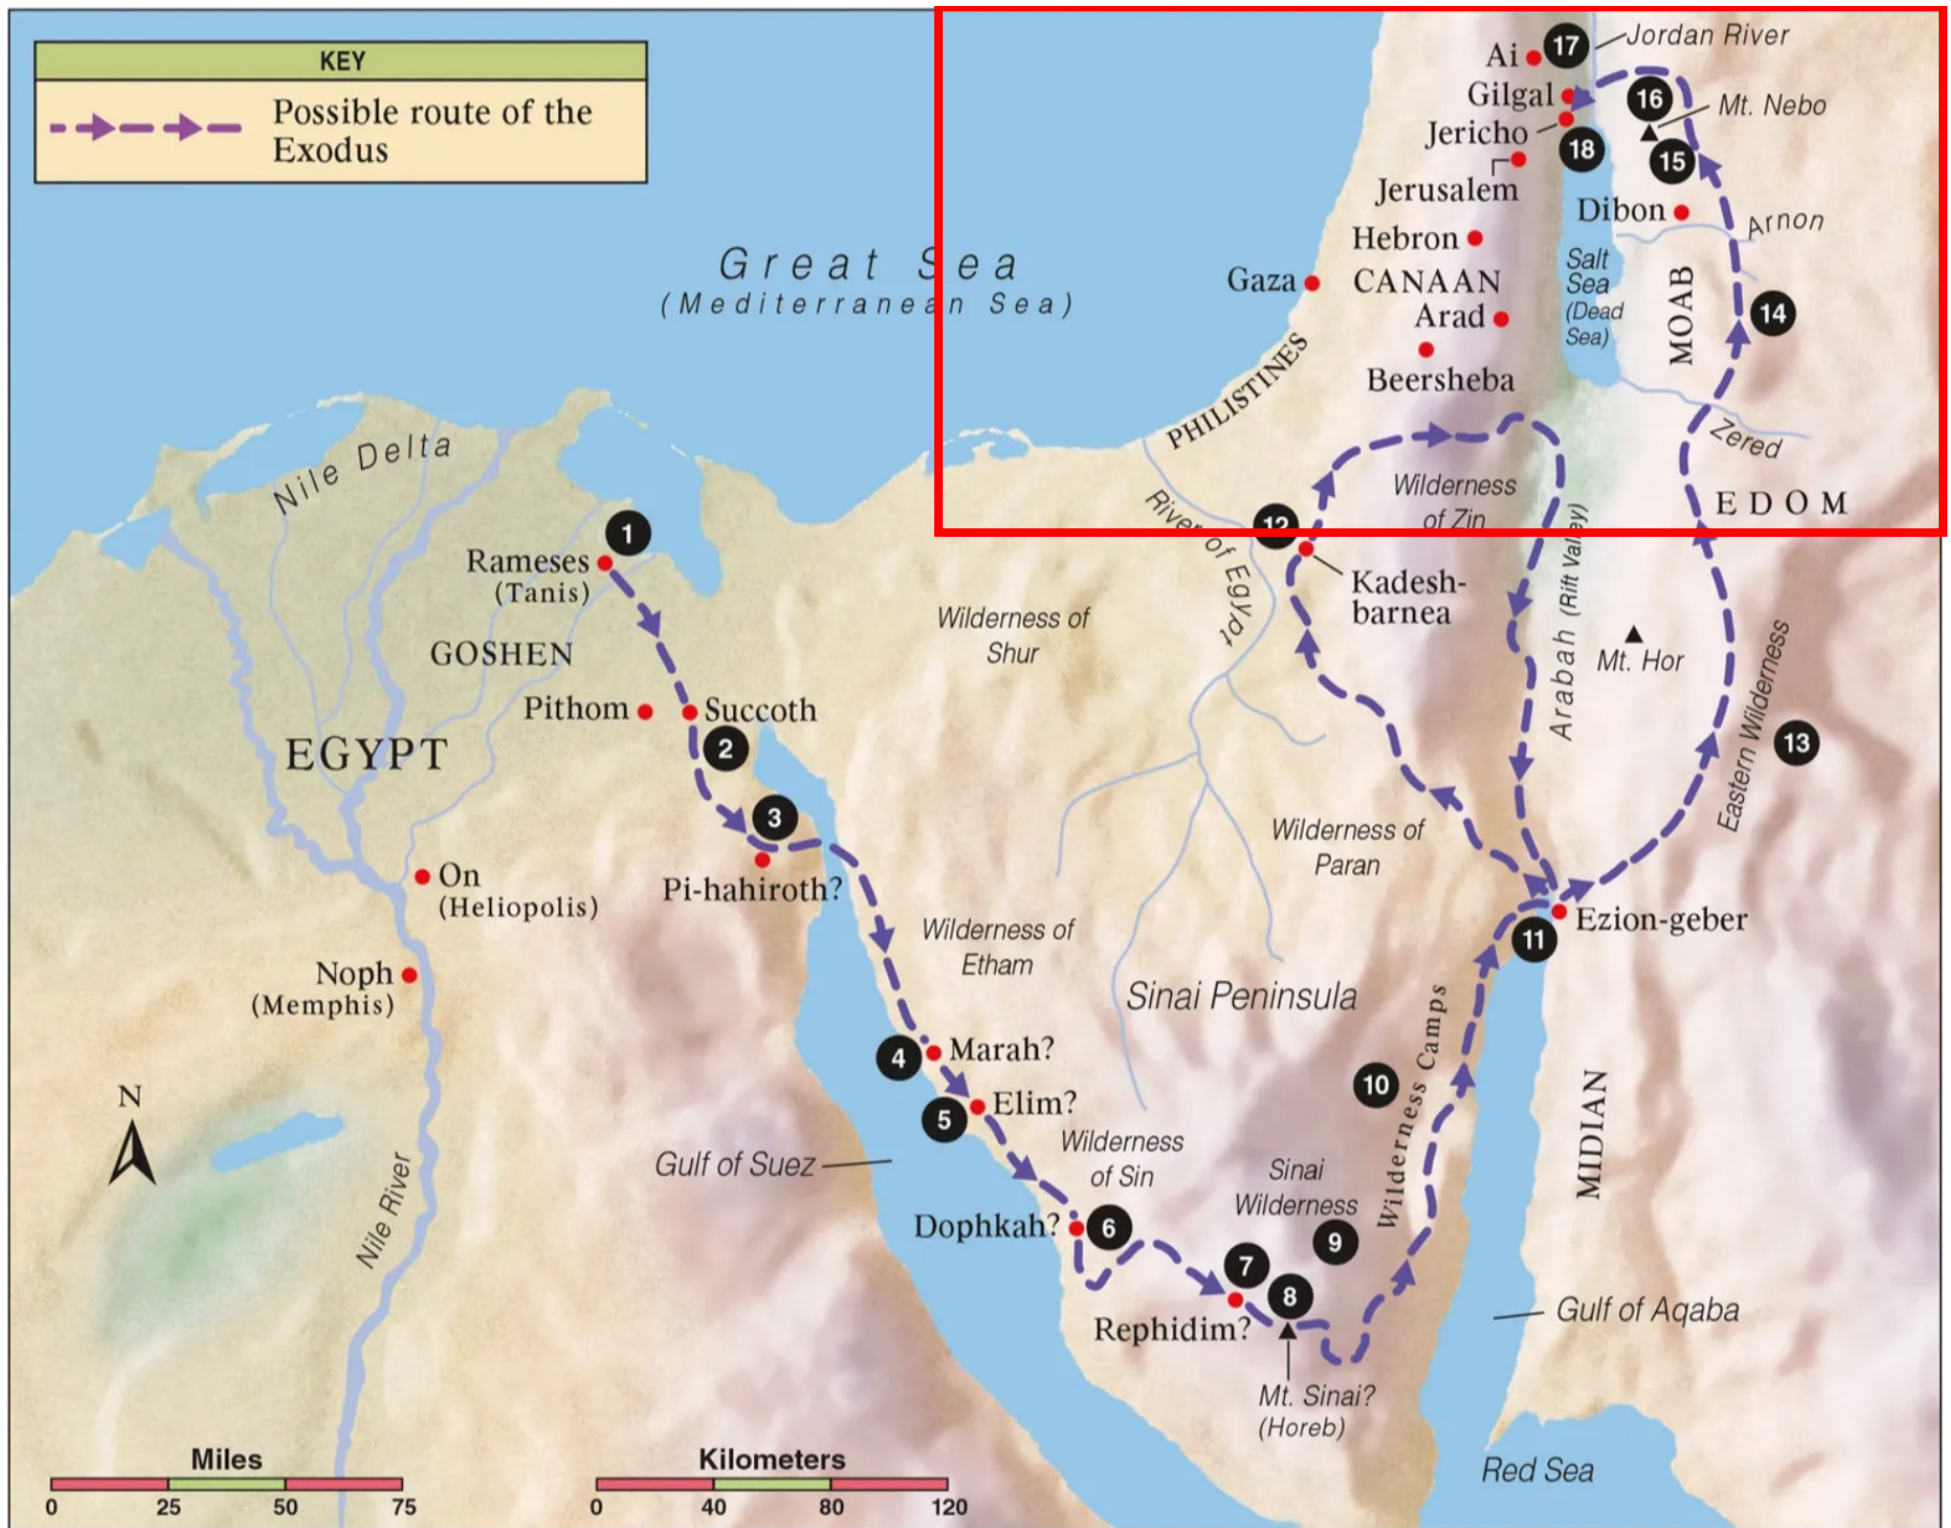 KEY
Possible route of the
Exodus
Great Sea
(Mediterranean Sea)
Ai
17
Jordan River
Gilgal
16
Mt. Nebo
Jericho
18
15
Jerusalem
Dibon
Arnon
Hebron
Gaza
CANAAN
Salt
Sea
(Dead
Sea)
MOAB
14
Arad
Beersheba
PHILISTINES
Zered
Nile Delta
Wilderness
of Zin
EDOM
River of Egypt
12
1
Rameses
(Tanis)
Kadesh-
barnea
Arabah (Rift Valley)
Wilderness of
Shur
GOSHEN
Mt. Hor
Eastern Wilderness
13
Pithom
Succoth
2
EGYPT
3
Pi-hahiroth?
Wilderness of
Paran
On
(Heliopolis)
Ezion-geber
11
Wilderness of
Etham
Noph
(Memphis)
Sinai Peninsula
4
Marah?
5
Elim?
10
Wilderness Camps
MIDIAN
N
Gulf of Suez
Wilderness
of Sin
Sinai
Wilderness
Nile River
Dophkah?
6
9
7
8
Rephidim?
Gulf of Aqaba
Mt. Sinai?
(Horeb)
Red Sea
Miles
0 25 50 75
Kilometers
0 40 80 120